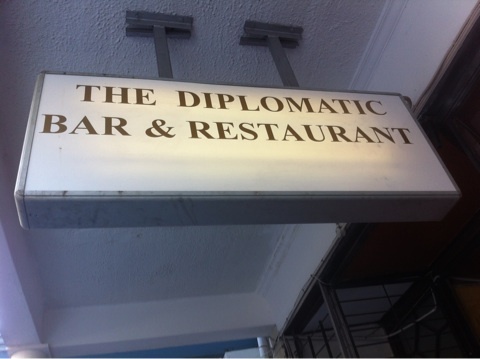 THE DIPLOMATIC
BAR & RESTAURANT